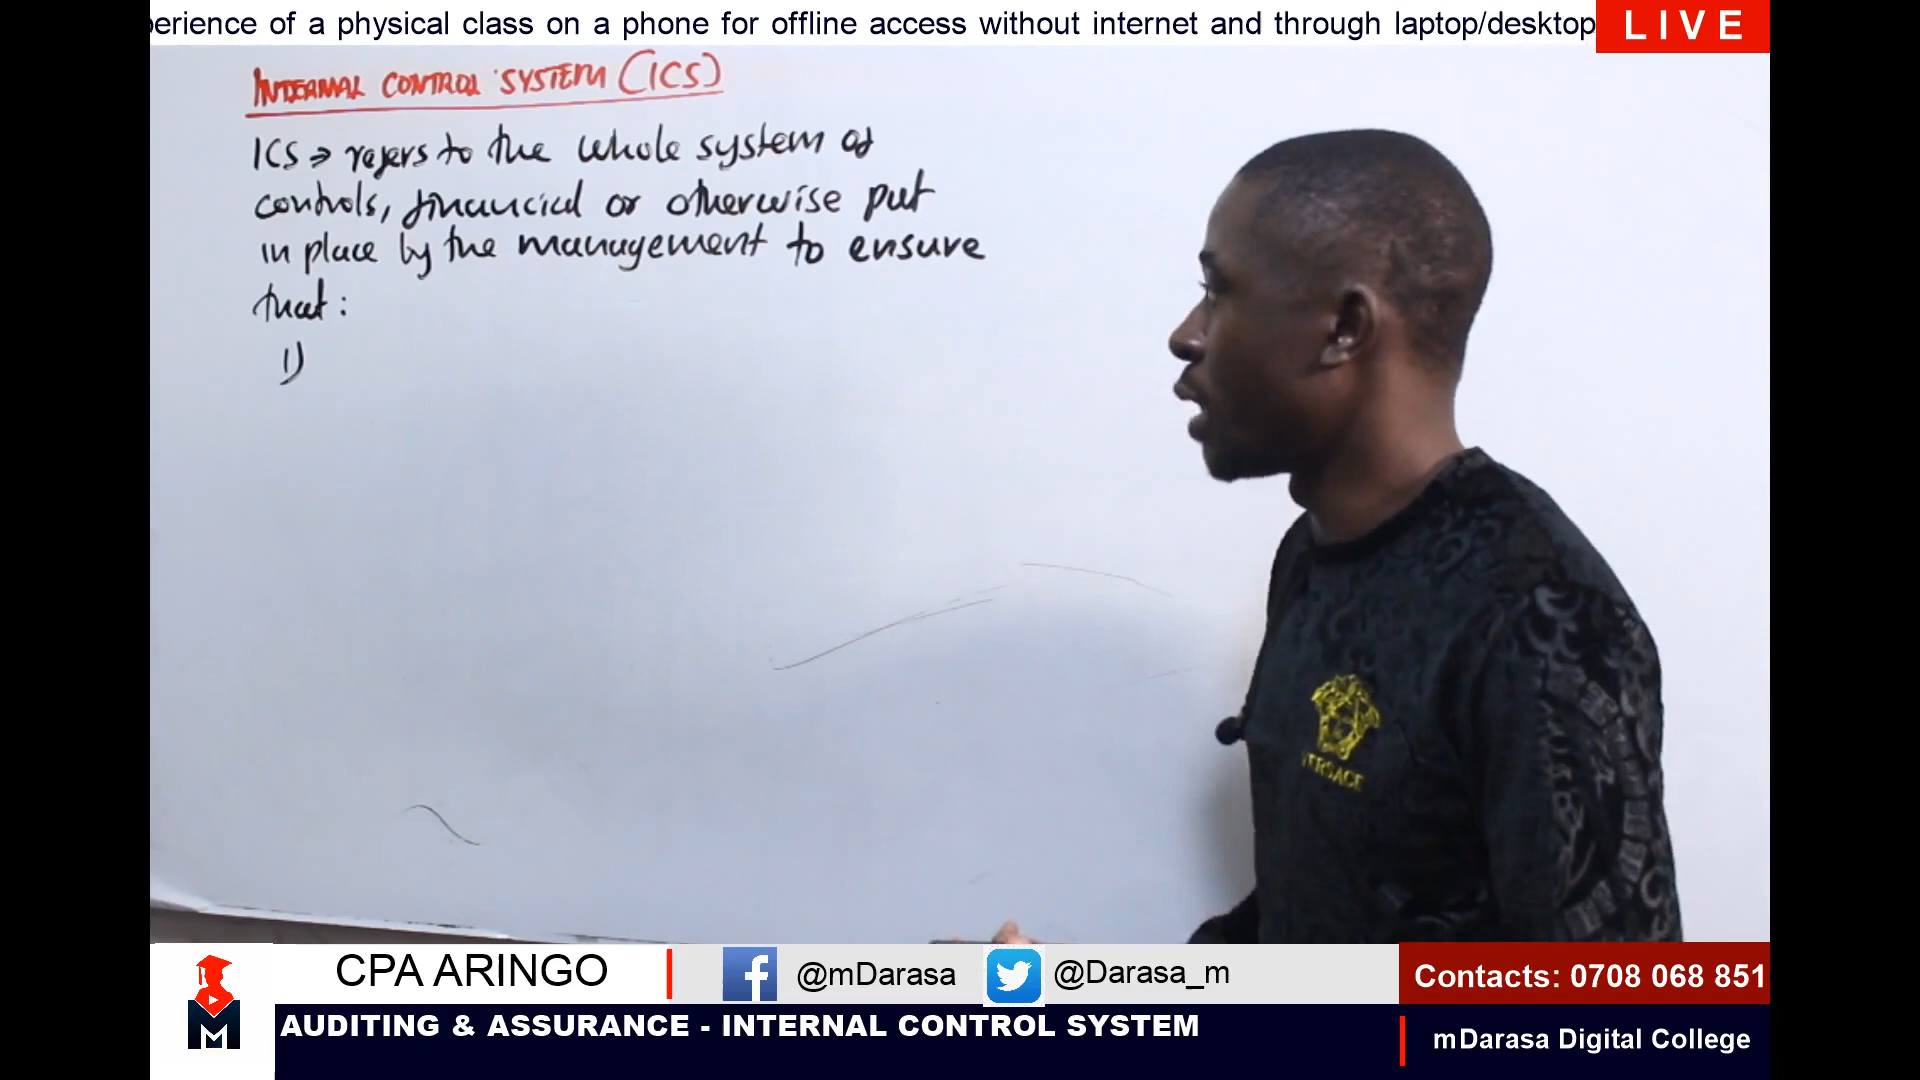 perience of a physical class on a phone for offline access without internet and through laptop/desktop
LIVE
INTERNAL CONTROL SYSTEM (ICS)
ICS → refers to the whole system of
controls, financial or otherwise put
in place by the management to ensure
that:
1)
VERSACE
CPA ARINGO
@mDarasa
@Darasa_m
Contacts: 0708 068 851
M
AUDITING & ASSURANCE - INTERNAL CONTROL SYSTEM
mDarasa Digital College